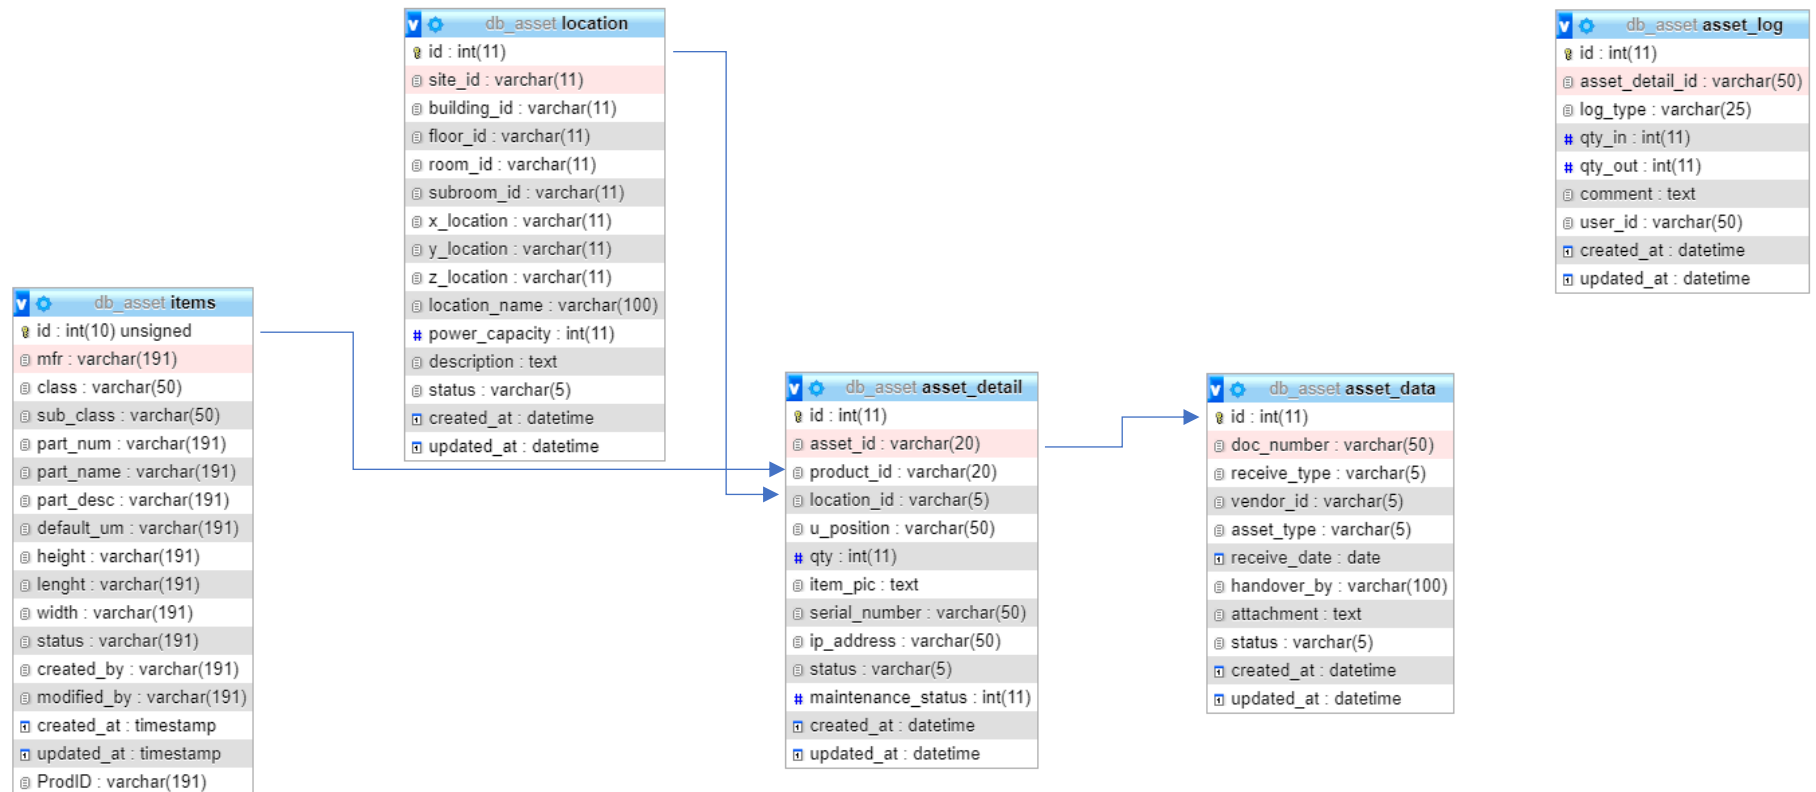 db_asset location
id : int(11)
site_id : varchar(11)
building_id : varchar(11)
floor_id : varchar(11)
room_id : varchar(11)
subroom_id : varchar(11)
x_location : varchar(11)
y_location : varchar(11)
z_location : varchar(11)
location_name : varchar(100)
# power_capacity : int(11)
description : text
status : varchar(5)
created_at : datetime
updated_at : datetime
db_asset asset_log
id : int(11)
asset_detail_id : varchar(50)
log_type : varchar(25)
# qty_in : int(11)
# qty_out : int(11)
comment : text
user_id : varchar(50)
created_at : datetime
updated_at : datetime
db_asset items
id : int(10) unsigned
mfr : varchar(191)
class : varchar(50)
sub_class : varchar(50)
part_num : varchar(191)
part_name : varchar(191)
part_desc : varchar(191)
default_um : varchar(191)
height : varchar(191)
lenght : varchar(191)
width : varchar(191)
status : varchar(191)
created_by : varchar(191)
modified_by : varchar(191)
created_at : timestamp
updated_at : timestamp
ProdID : varchar(191)
db_asset asset_detail
id : int(11)
asset_id : varchar(20)
product_id : varchar(20)
location_id : varchar(5)
u_position : varchar(50)
# qty : int(11)
item_pic : text
serial_number : varchar(50)
ip_address : varchar(50)
status : varchar(5)
# maintenance_status : int(11)
created_at : datetime
updated_at : datetime
db_asset asset_data
id : int(11)
doc_number : varchar(50)
receive_type : varchar(5)
vendor_id : varchar(5)
asset_type : varchar(5)
receive_date : date
handover_by : varchar(100)
attachment : text
status : varchar(5)
created_at : datetime
updated_at : datetime